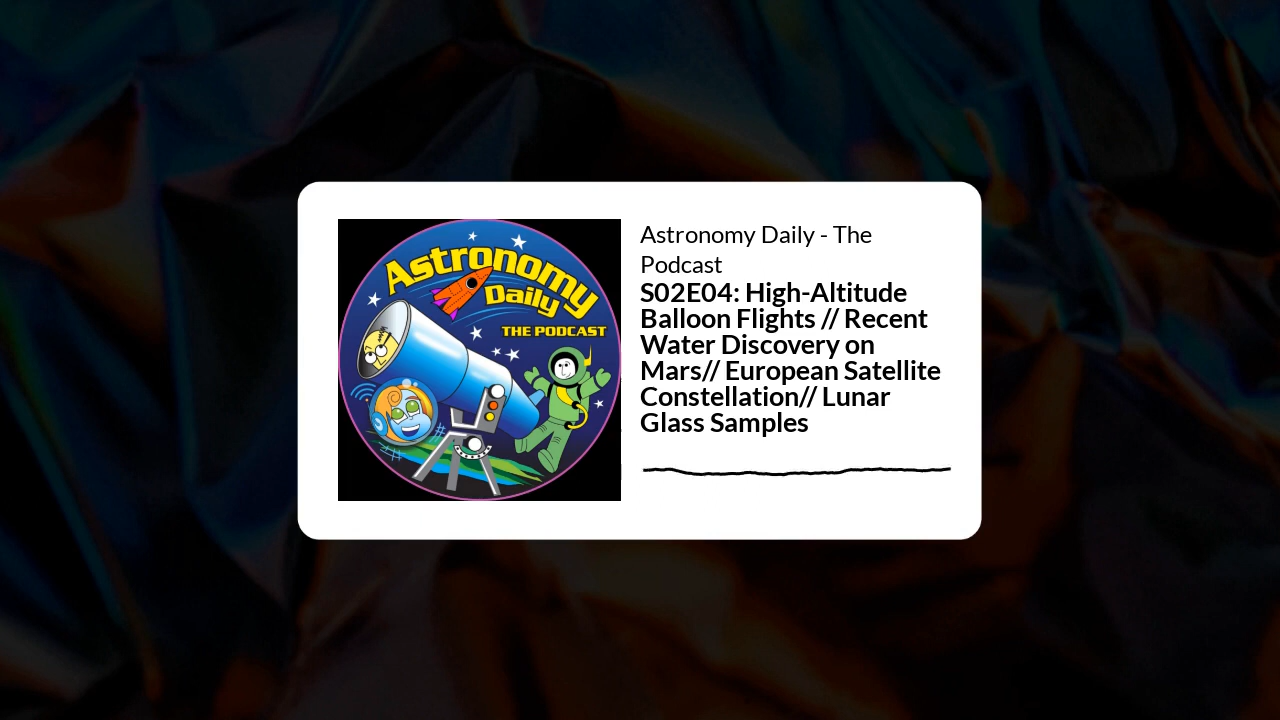 Astronomy
Daily
THE PODCAST
Astronomy Daily - The
Podcast
S02E04: High-Altitude
Balloon Flights // Recent
Water Discovery on
Mars// European Satellite
Constellation// Lunar
Glass Samples